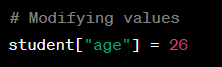 # Modifying values
student["age"] = 26